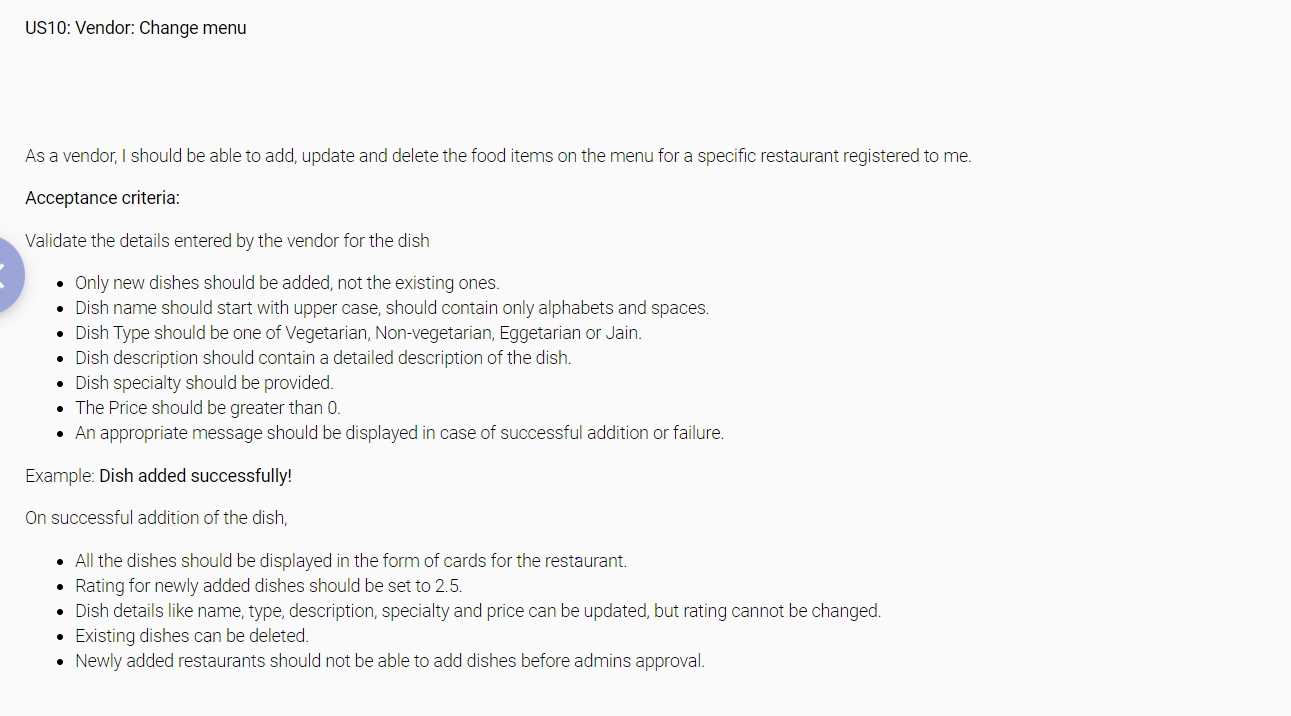 US10: Vendor: Change menu
As a vendor, I should be able to add, update and delete the food items on the menu for a specific restaurant registered to me.
Acceptance criteria:
Validate the details entered by the vendor for the dish
Only new dishes should be added, not the existing ones.
Dish name should start with upper case, should contain only alphabets and spaces.
Dish Type should be one of Vegetarian, Non-vegetarian, Eggetarian or Jain.
Dish description should contain a detailed description of the dish.
Dish specialty should be provided.
The Price should be greater than 0.
An appropriate message should be displayed in case of successful addition or failure.
Example: Dish added successfully!
On successful addition of the dish,
All the dishes should be displayed in the form of cards for the restaurant.
Rating for newly added dishes should be set to 2.5.
Dish details like name, type, description, specialty and price can be updated, but rating cannot be changed.
Existing dishes can be deleted.
Newly added restaurants should not be able to add dishes before admins approval.